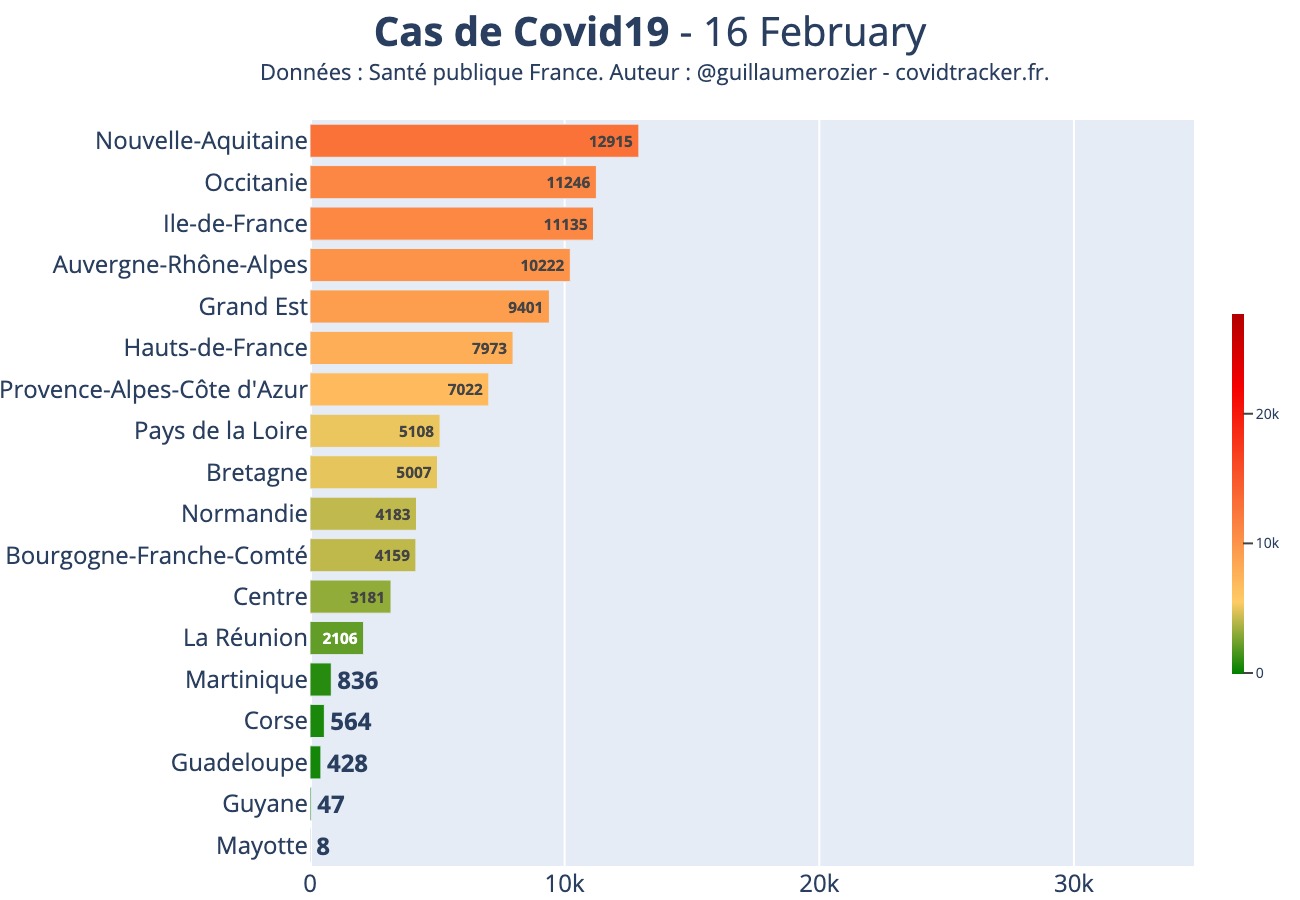 Cas de Covid19 - 16 February
Données : Santé publique France. Auteur : @guillaumerozier - covidtracker.fr.
Nouvelle-Aquitaine 12915
Occitanie 11246
Ile-de-France 11135
Auvergne-Rhône-Alpes 10222
Grand Est 9401
Hauts-de-France 7973
Provence-Alpes-Côte d'Azur 7022
Pays de la Loire 5108
Bretagne 5007
Normandie 4183
Bourgogne-Franche-Comté 4159
Centre 3181
La Réunion 2106
Martinique 836
Corse 564
Guadeloupe 428
Guyane 47
Mayotte 8
0 10k 20k 30k
20k
10k
0